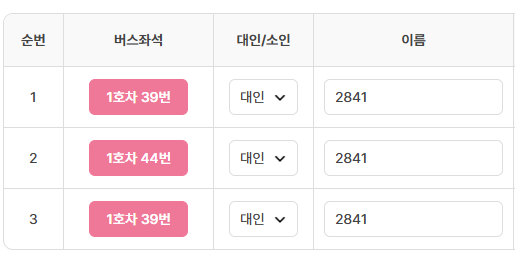 순번 버스좌석 대인/소인 이름
1 1호차 39번 대인 2841
2 1호차 44번 대인 2841
3 1호차 39번 대인 2841